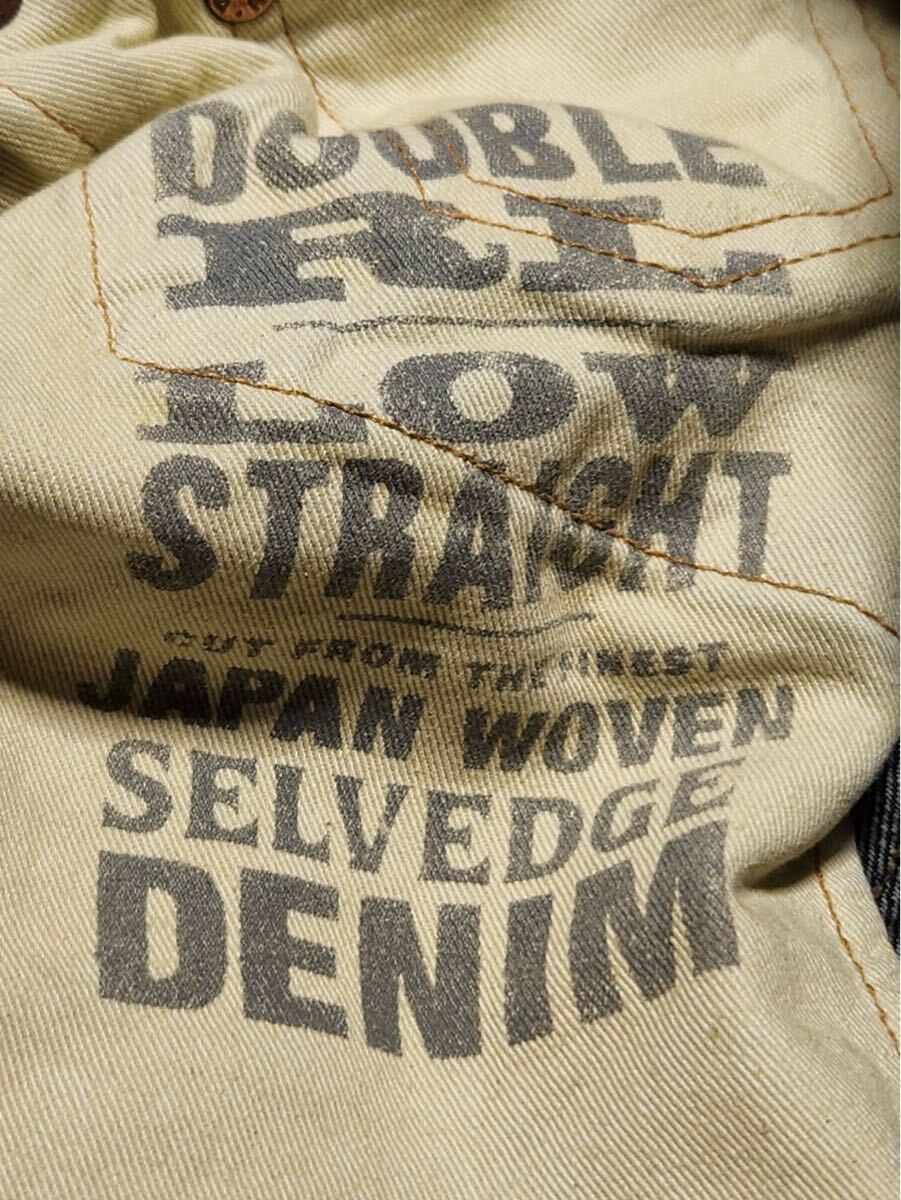 DOUBLE
RL
LOW
STRAIGHT
CUT FROM THE FINEST
JAPAN WOVEN
SELVEDGE
DENIM